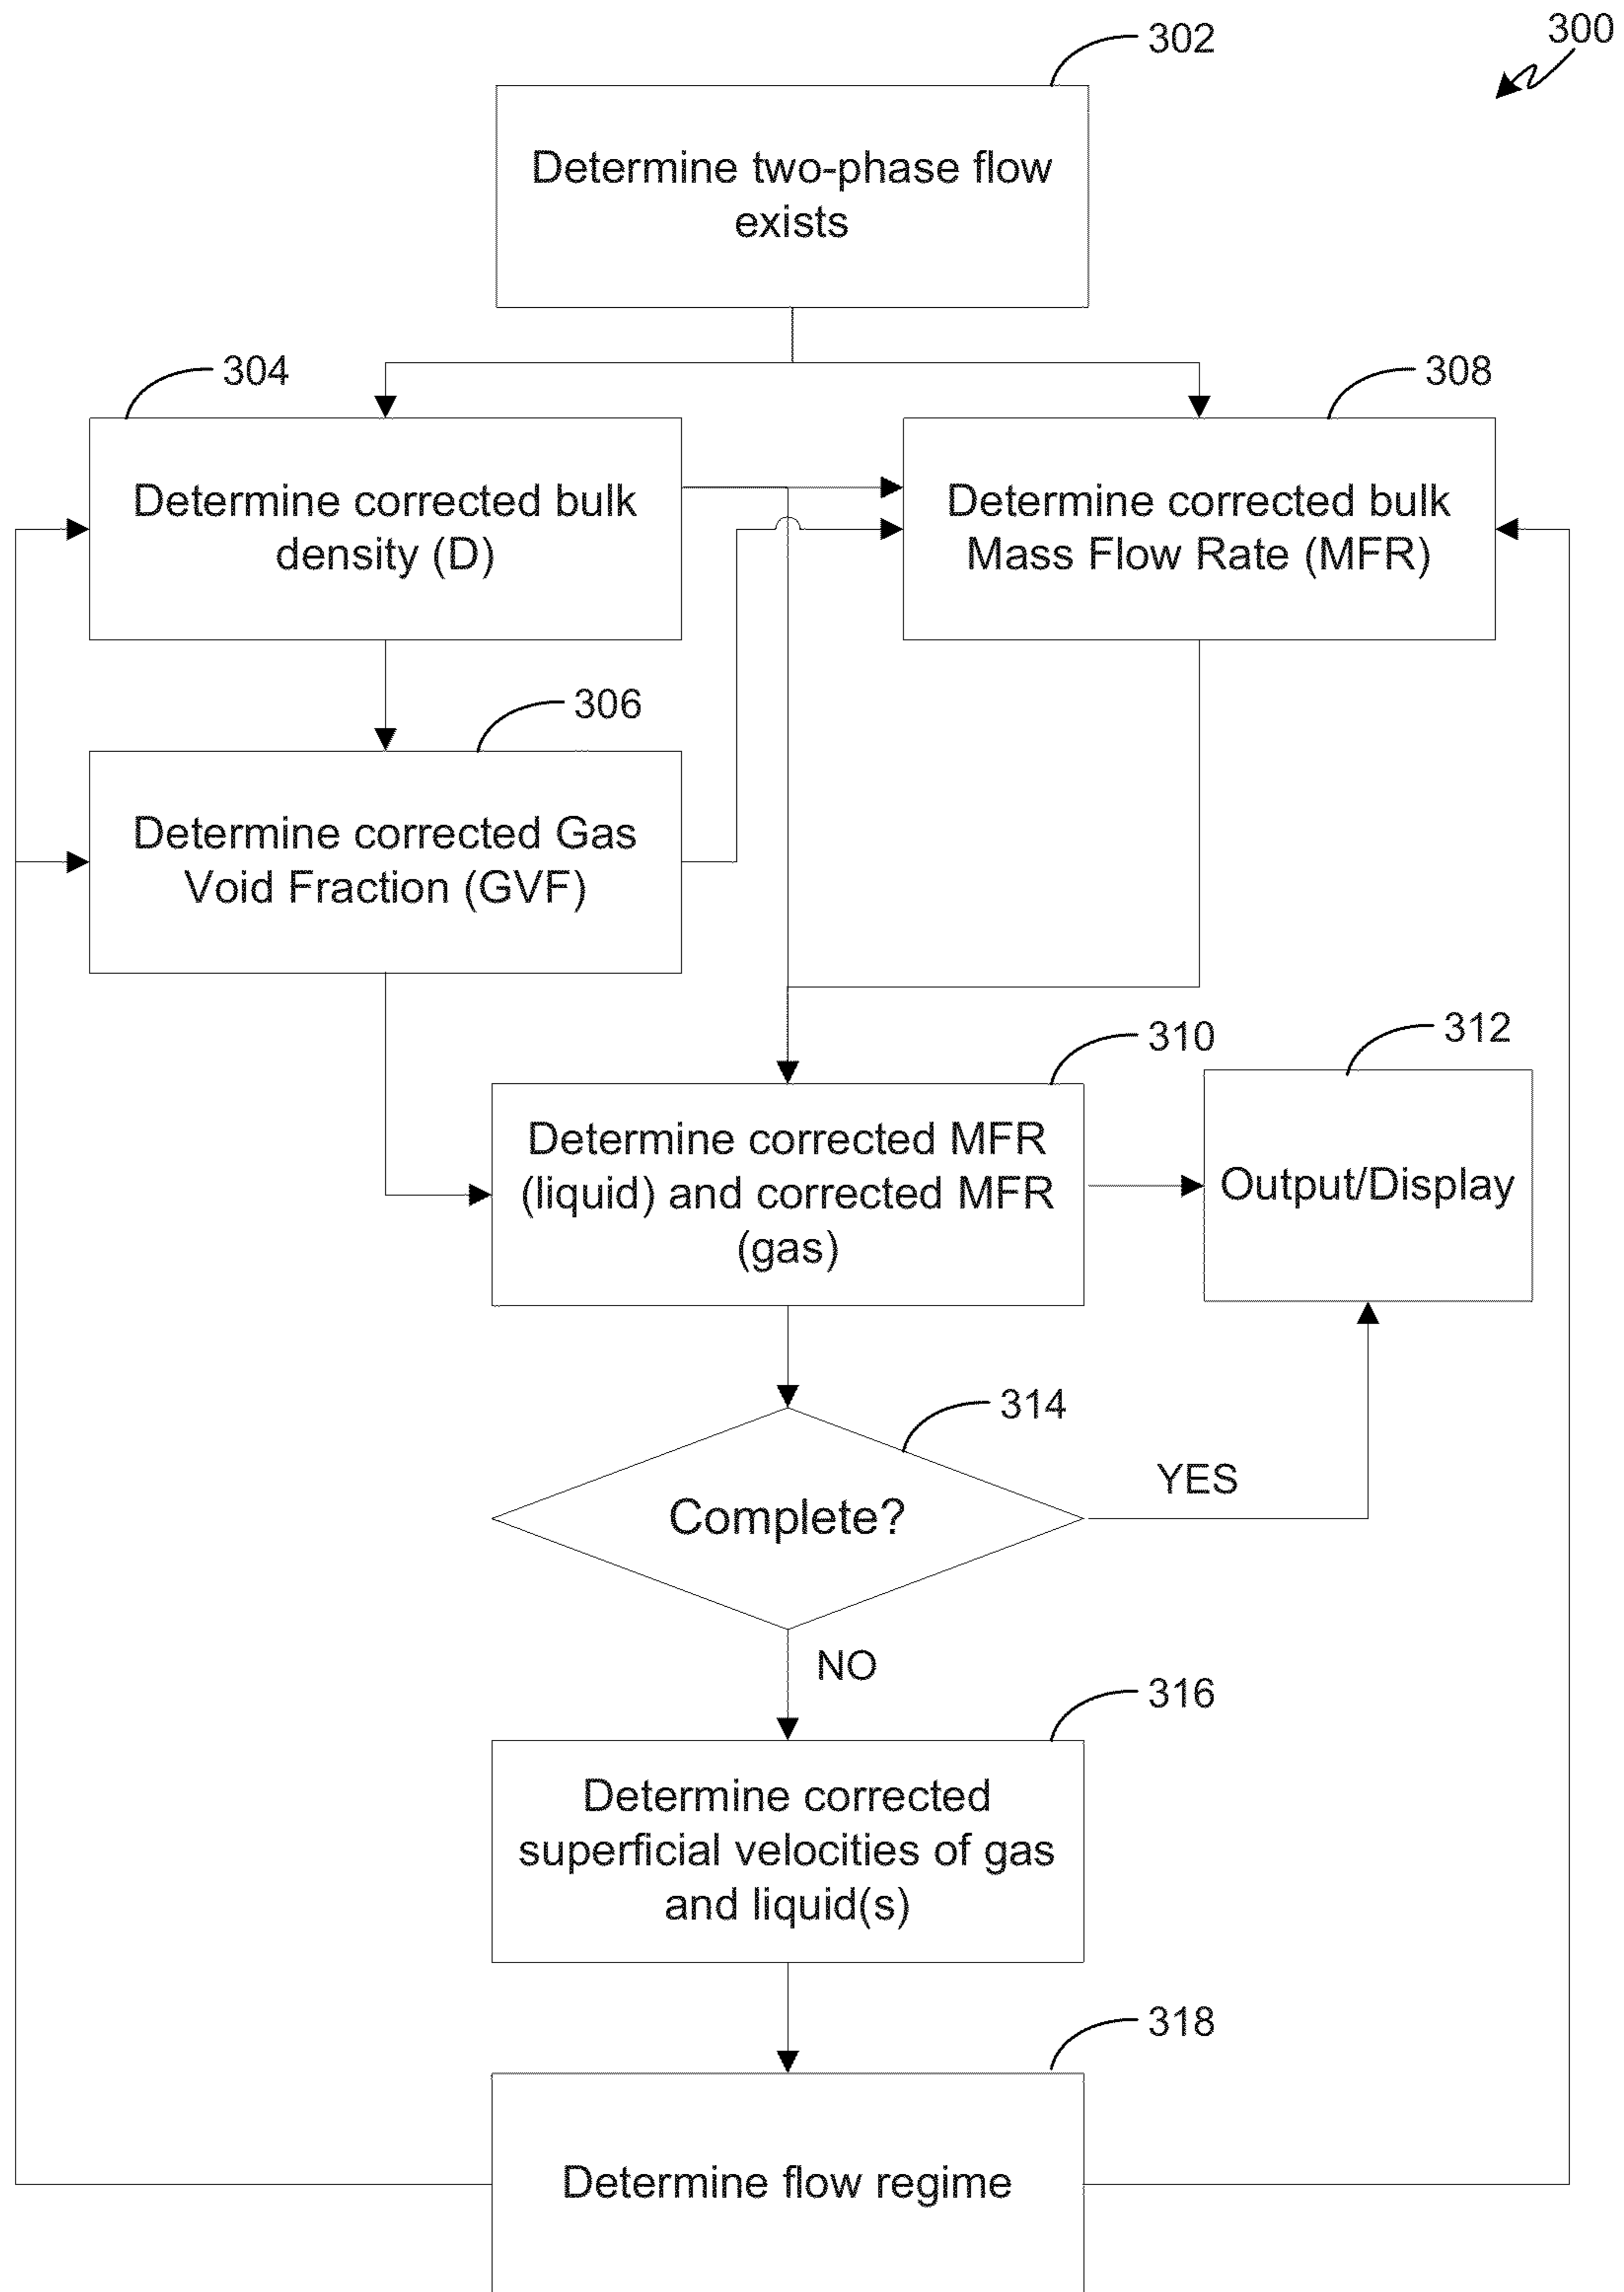 300
302
Determine two-phase flow
exists
304
308
Determine corrected bulk
density (D)
Determine corrected bulk
Mass Flow Rate (MFR)
306
Determine corrected Gas
Void Fraction (GVF)
310
312
Determine corrected MFR
(liquid) and corrected MFR
(gas)
Output/Display
314
Complete?
YES
NO
316
Determine corrected
superficial velocities of gas
and liquid(s)
318
Determine flow regime